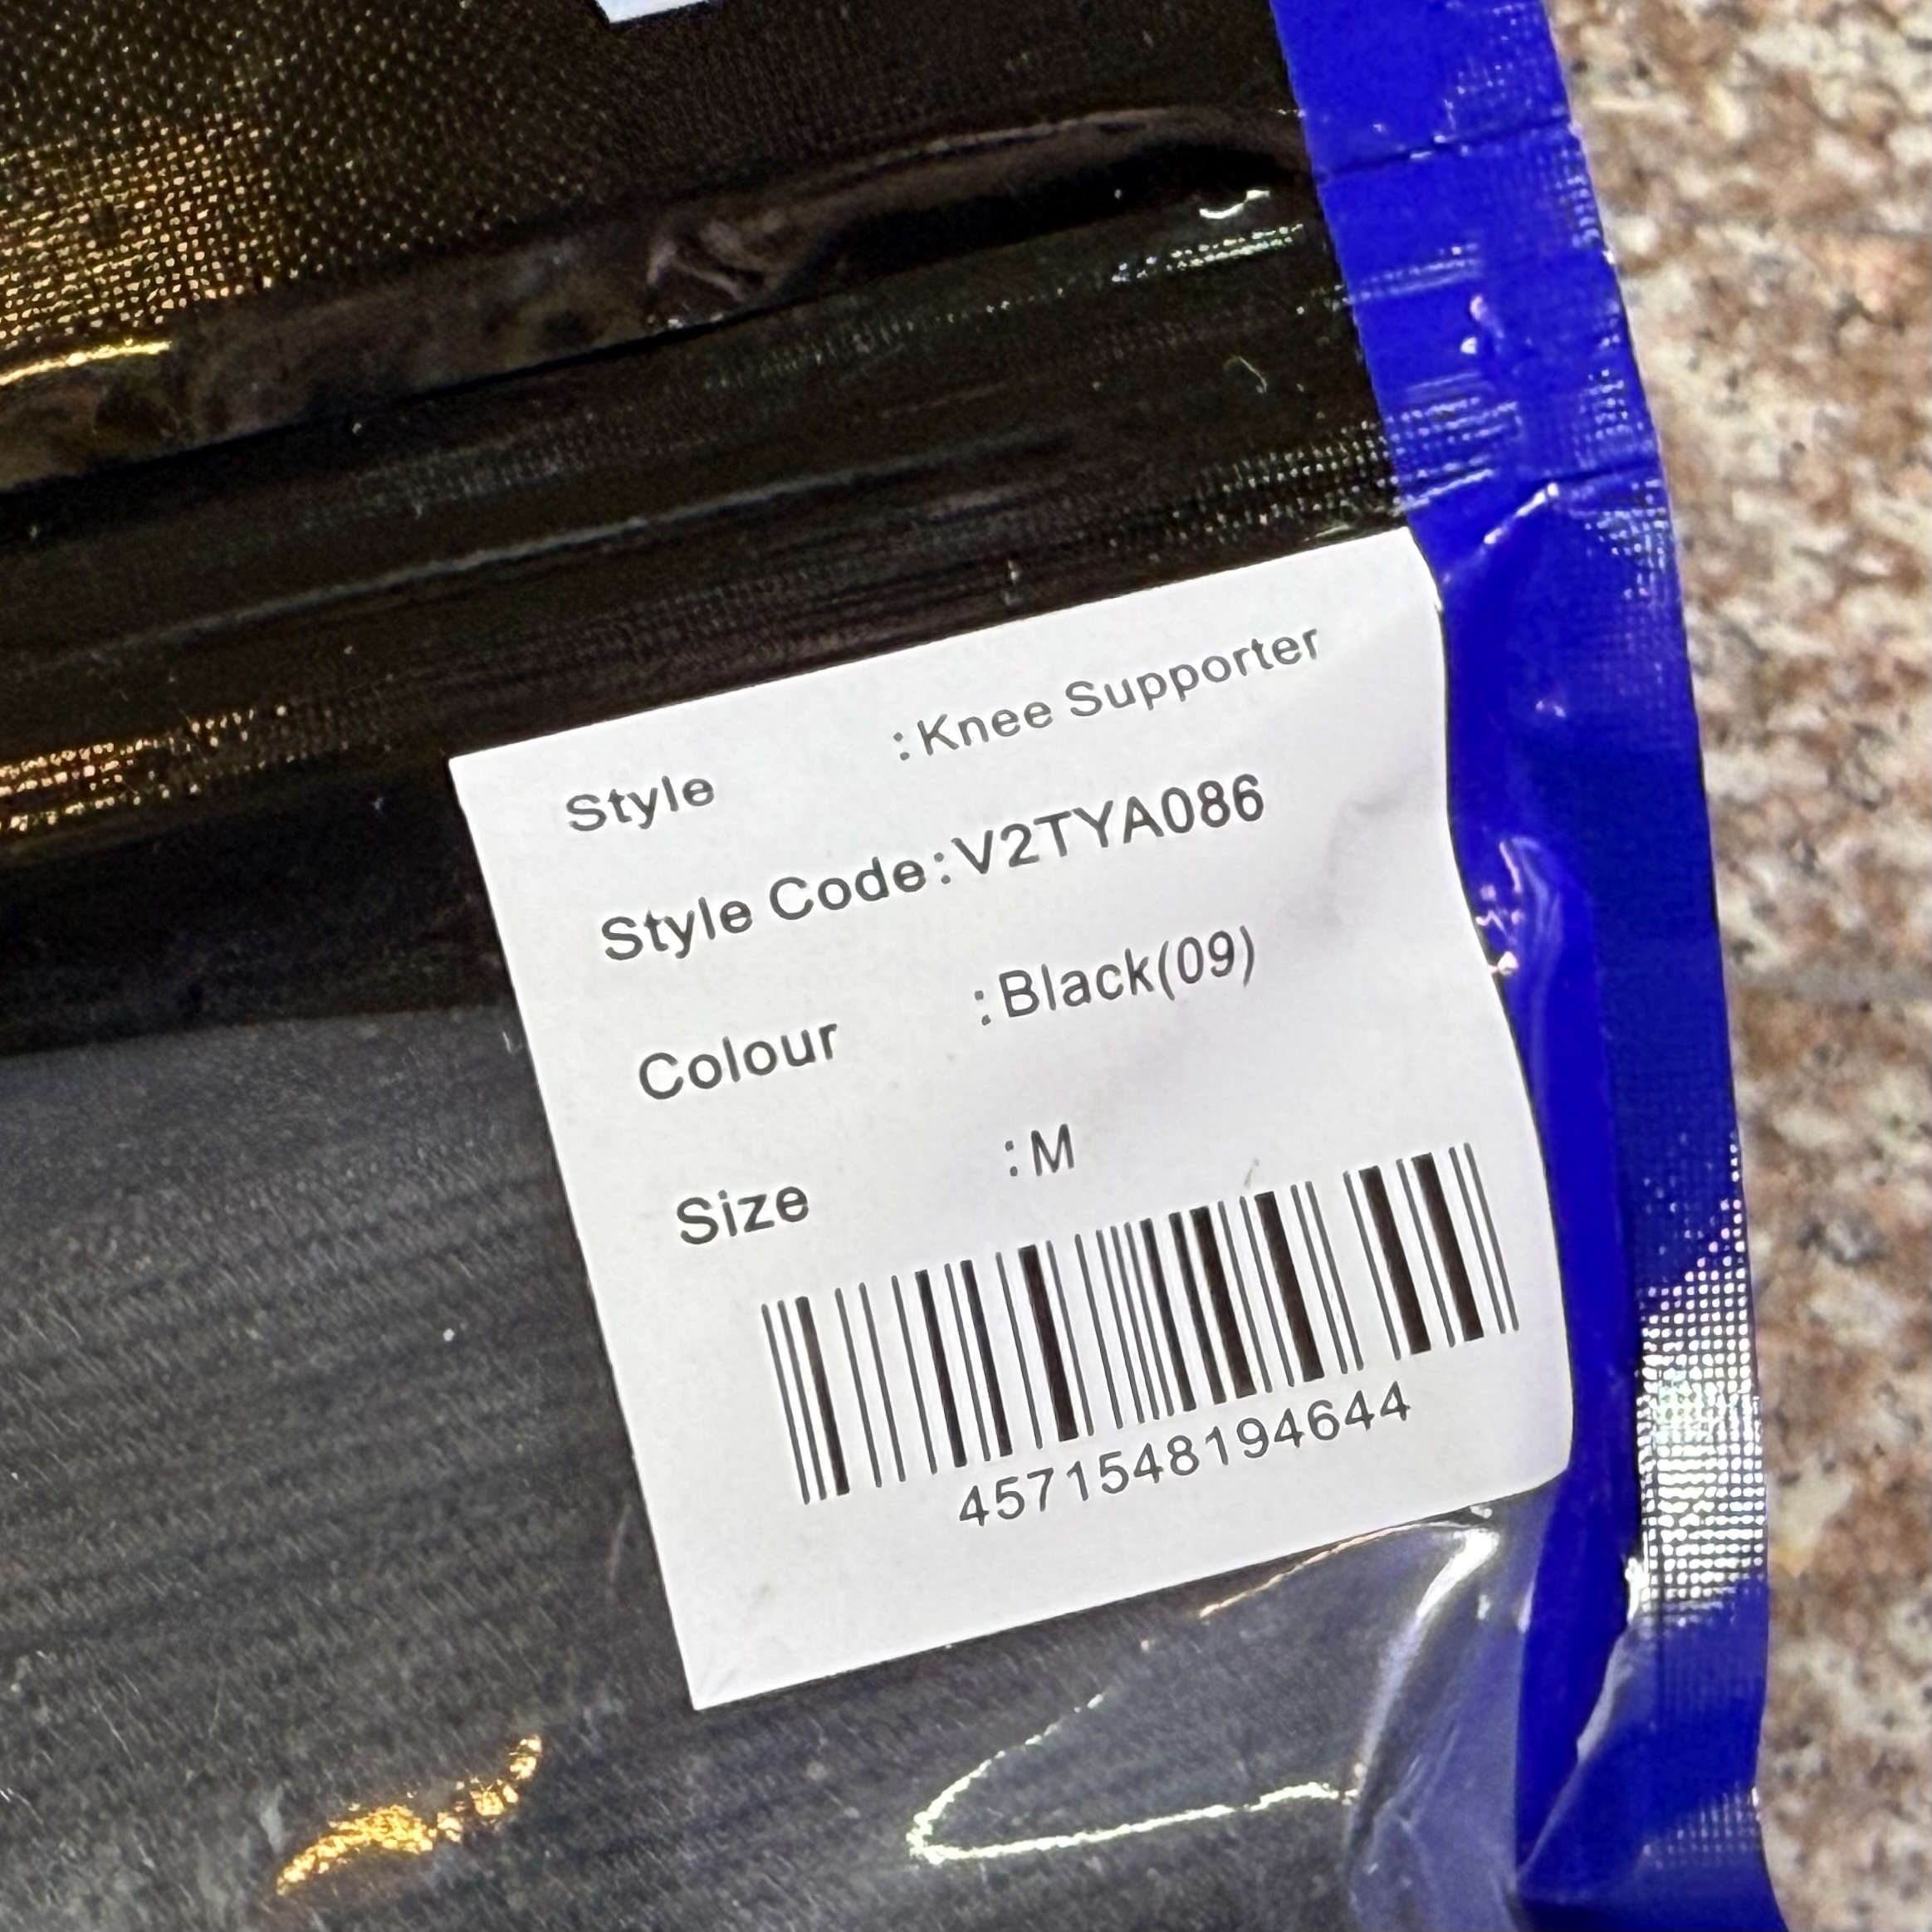 Style : Knee Supporter
Style Code : V2TYA086
Colour : Black(09)
Size : M
4571548194644